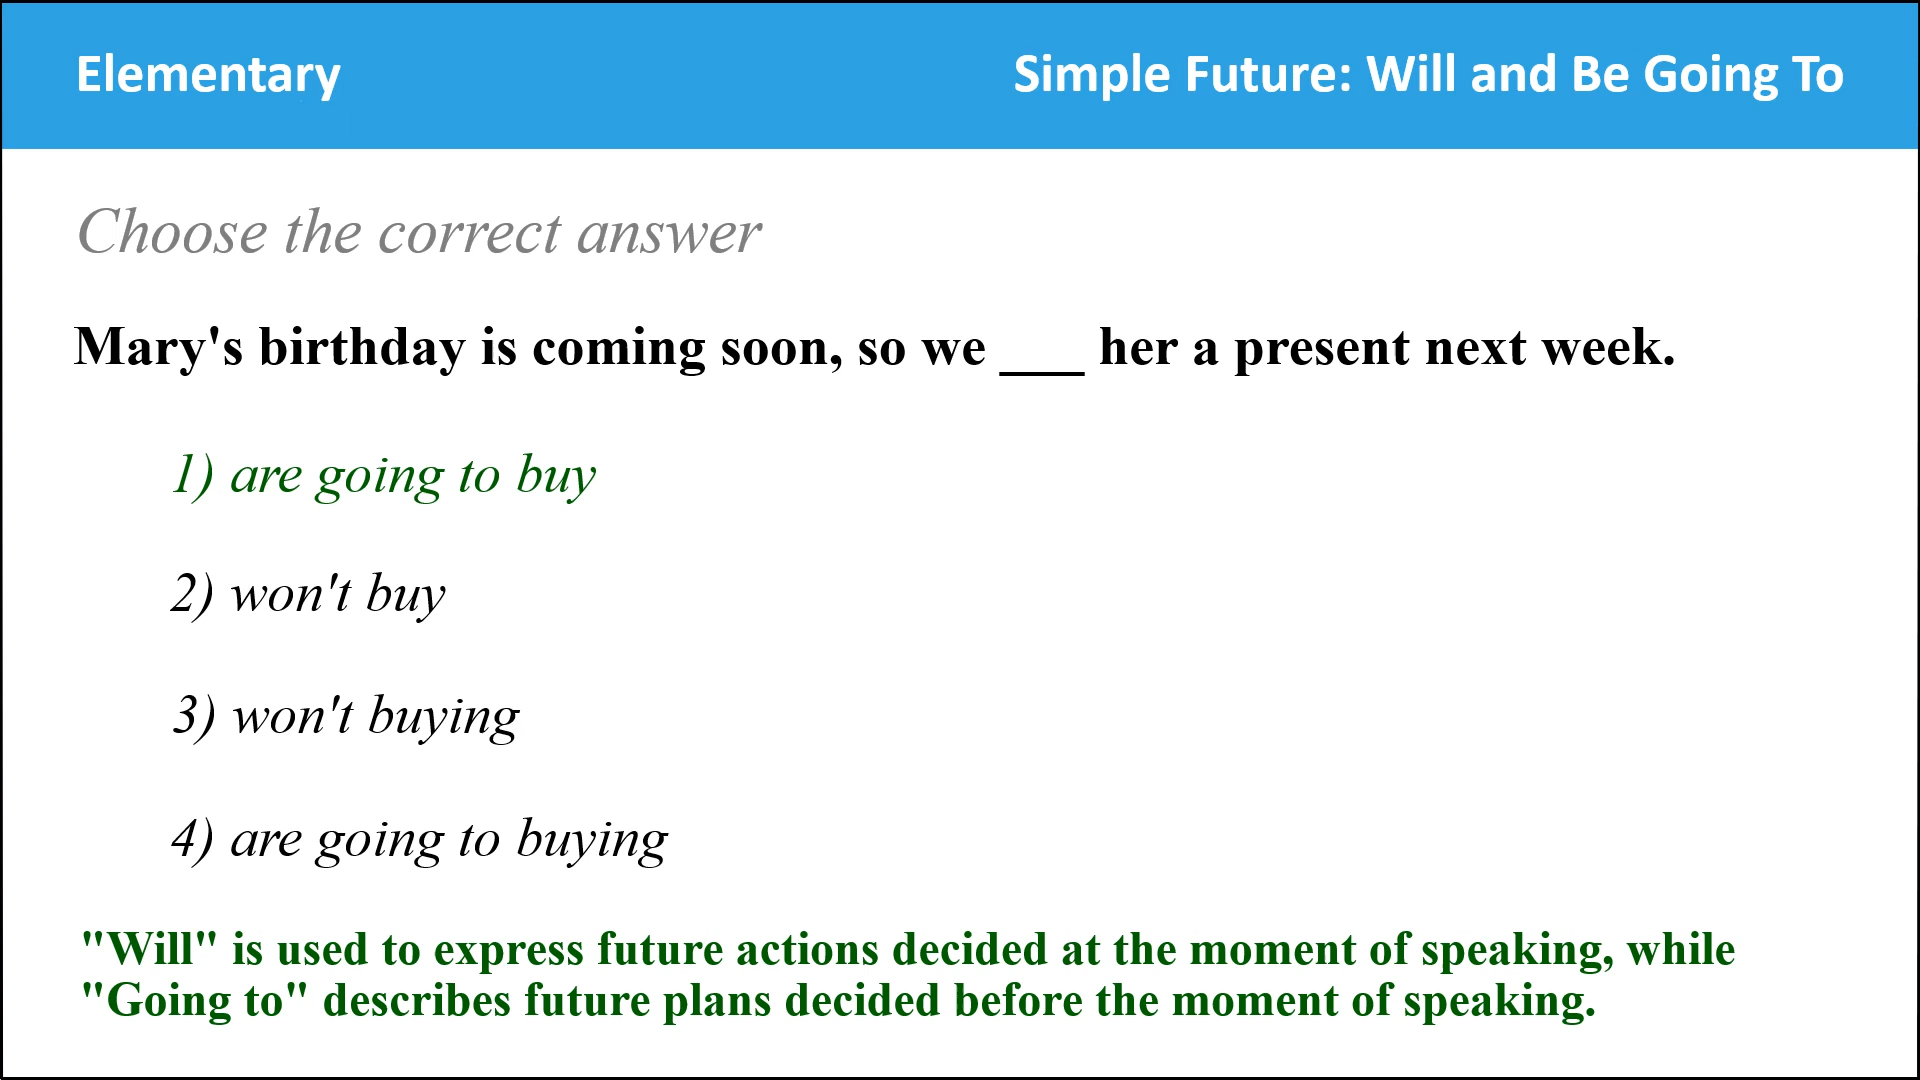 Elementary
Simple Future: Will and Be Going To
Choose the correct answer
Mary's birthday is coming soon, so we ___ her a present next week.
1) are going to buy
2) won't buy
3) won't buying
4) are going to buying
"Will" is used to express future actions decided at the moment of speaking, while
"Going to" describes future plans decided before the moment of speaking.